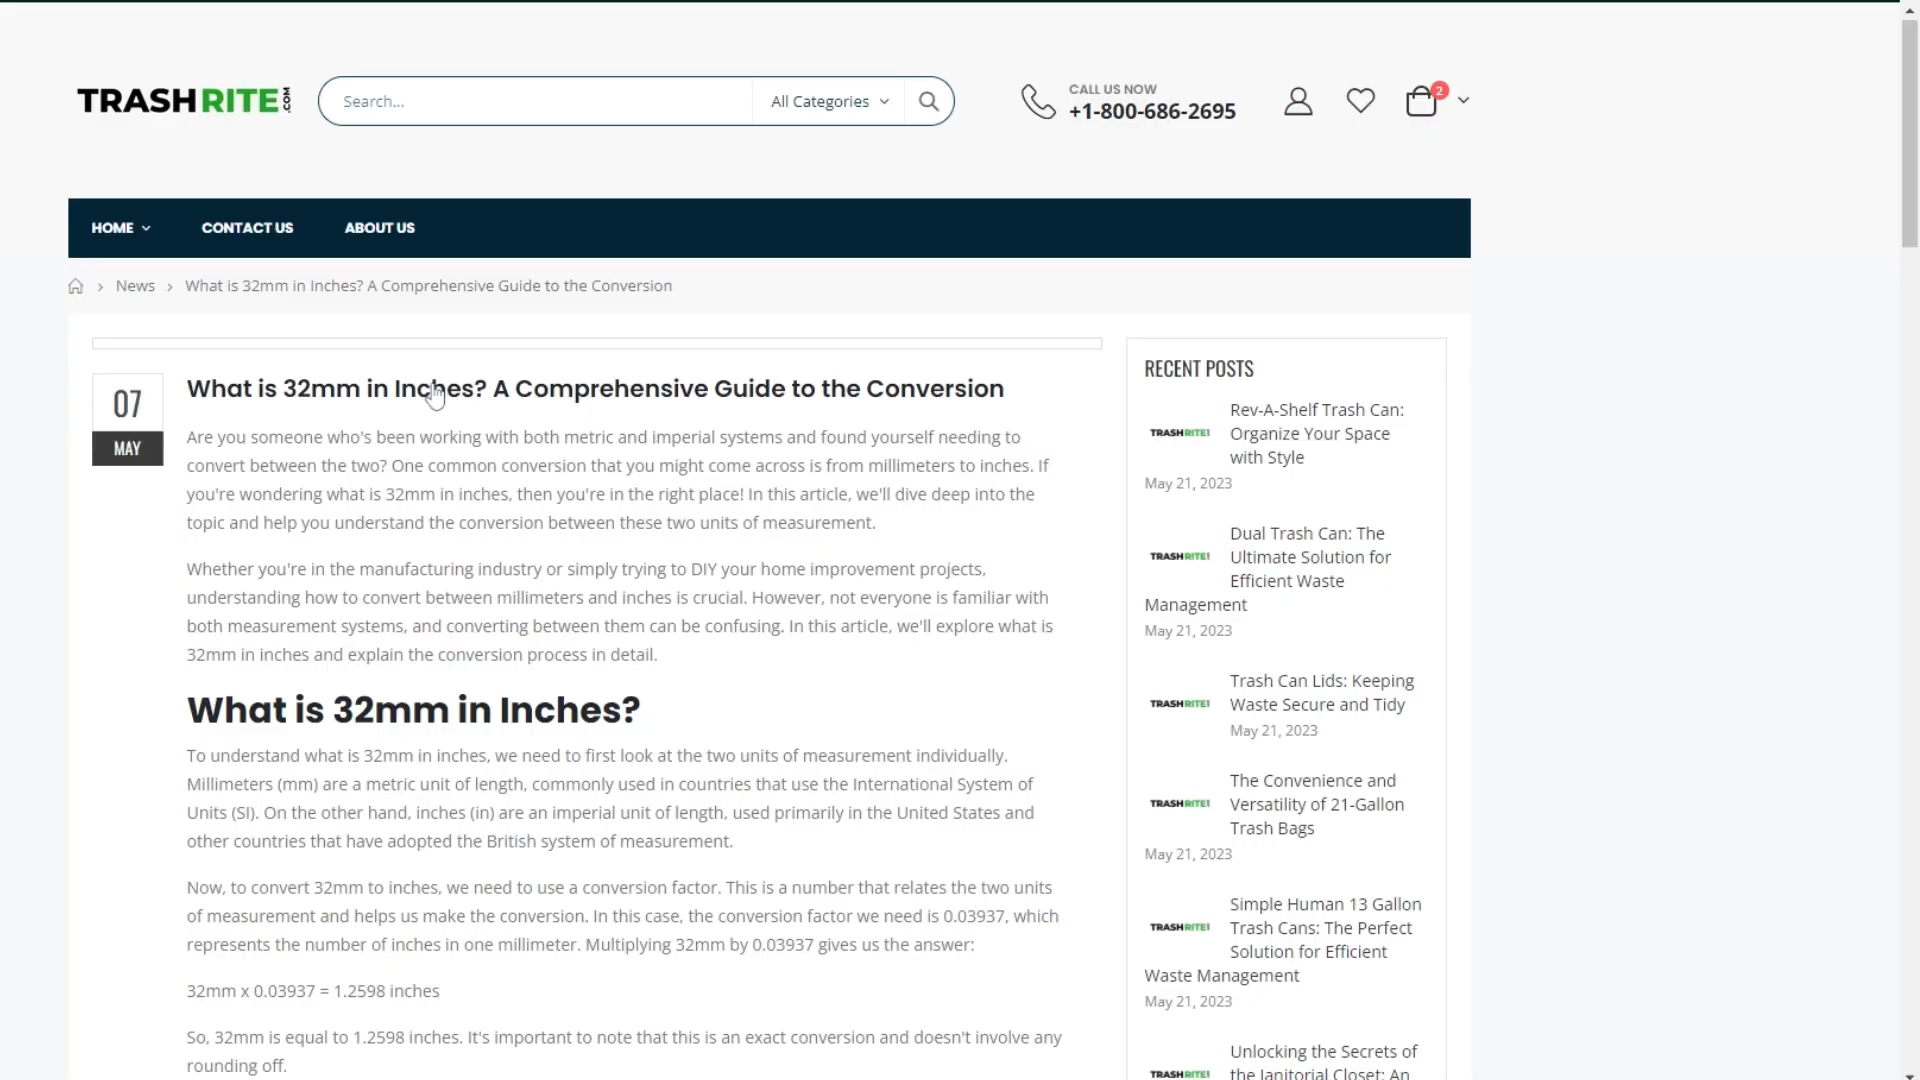 TRASHRITE.COM
Search...
All Categories
CALL US NOW
+1-800-686-2695
2
HOME
CONTACT US
ABOUT US
News
What is 32mm in Inches? A Comprehensive Guide to the Conversion
07
MAY
What is 32mm in Inches? A Comprehensive Guide to the Conversion
Are you someone who's been working with both metric and imperial systems and found yourself needing to
convert between the two? One common conversion that you might come across is from millimeters to inches. If
you're wondering what is 32mm in inches, then you're in the right place! In this article, we'll dive deep into the
topic and help you understand the conversion between these two units of measurement.
Whether you're in the manufacturing industry or simply trying to DIY your home improvement projects,
understanding how to convert between millimeters and inches is crucial. However, not everyone is familiar with
both measurement systems, and converting between them can be confusing. In this article, we'll explore what is
32mm in inches and explain the conversion process in detail.
What is 32mm in Inches?
To understand what is 32mm in inches, we need to first look at the two units of measurement individually.
Millimeters (mm) are a metric unit of length, commonly used in countries that use the International System of
Units (SI). On the other hand, inches (in) are an imperial unit of length, used primarily in the United States and
other countries that have adopted the British system of measurement.
Now, to convert 32mm to inches, we need to use a conversion factor. This is a number that relates the two units
of measurement and helps us make the conversion. In this case, the conversion factor we need is 0.03937, which
represents the number of inches in one millimeter. Multiplying 32mm by 0.03937 gives us the answer:
32mm x 0.03937 = 1.2598 inches
So, 32mm is equal to 1.2598 inches. It's important to note that this is an exact conversion and doesn't involve any
rounding off.
RECENT POSTS
TRASHRITE!
Rev-A-Shelf Trash Can:
Organize Your Space
with Style
May 21, 2023
TRASHRITE!
Dual Trash Can: The
Ultimate Solution for
Efficient Waste
Management
May 21, 2023
TRASHRITE!
Trash Can Lids: Keeping
Waste Secure and Tidy
May 21, 2023
TRASHRITE!
The Convenience and
Versatility of 21-Gallon
Trash Bags
May 21, 2023
TRASHRITE!
Simple Human 13 Gallon
Trash Cans: The Perfect
Solution for Efficient
Waste Management
May 21, 2023
TRASHRITE!
Unlocking the Secrets of
the Janitorial Closet: An